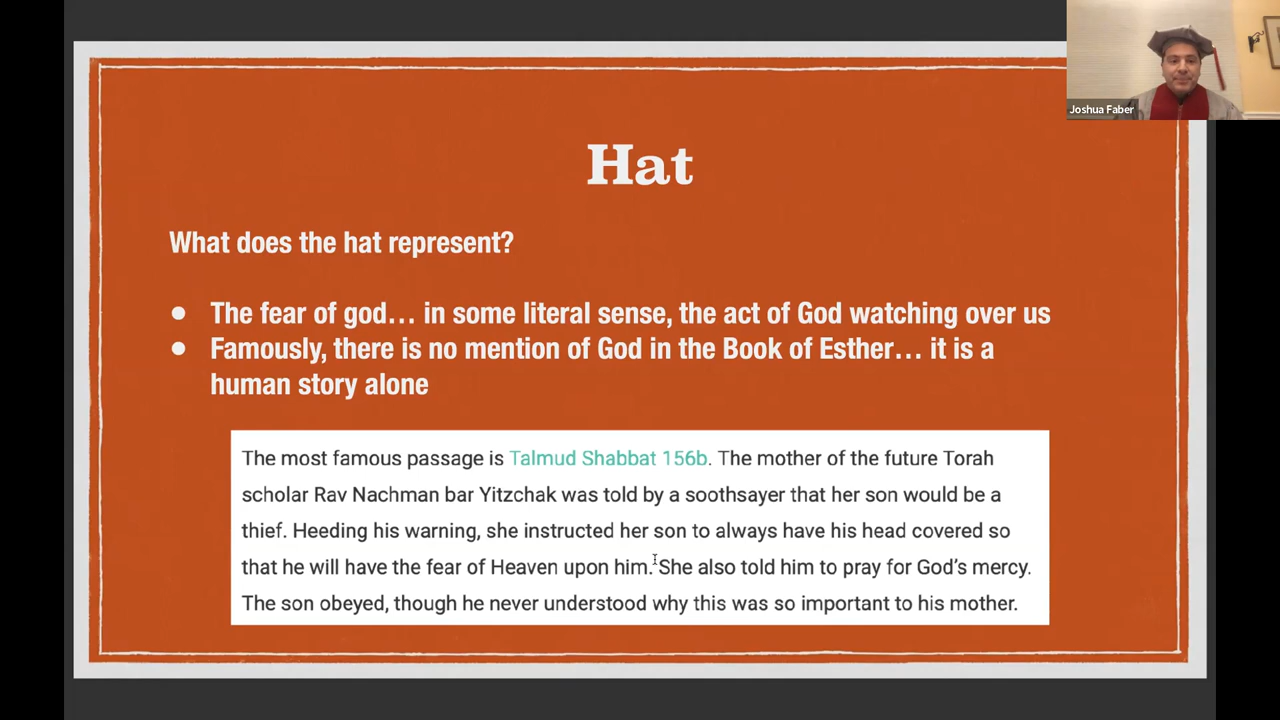 Joshua Faber
Hat
What does the hat represent?
● The fear of god… in some literal sense, the act of God watching over us
● Famously, there is no mention of God in the Book of Esther… it is a
human story alone
The most famous passage is Talmud Shabbat 156b. The mother of the future Torah
scholar Rav Nachman bar Yitzchak was told by a soothsayer that her son would be a
thief. Heeding his warning, she instructed her son to always have his head covered so
that he will have the fear of Heaven upon him. She also told him to pray for God’s mercy.
The son obeyed, though he never understood why this was so important to his mother.